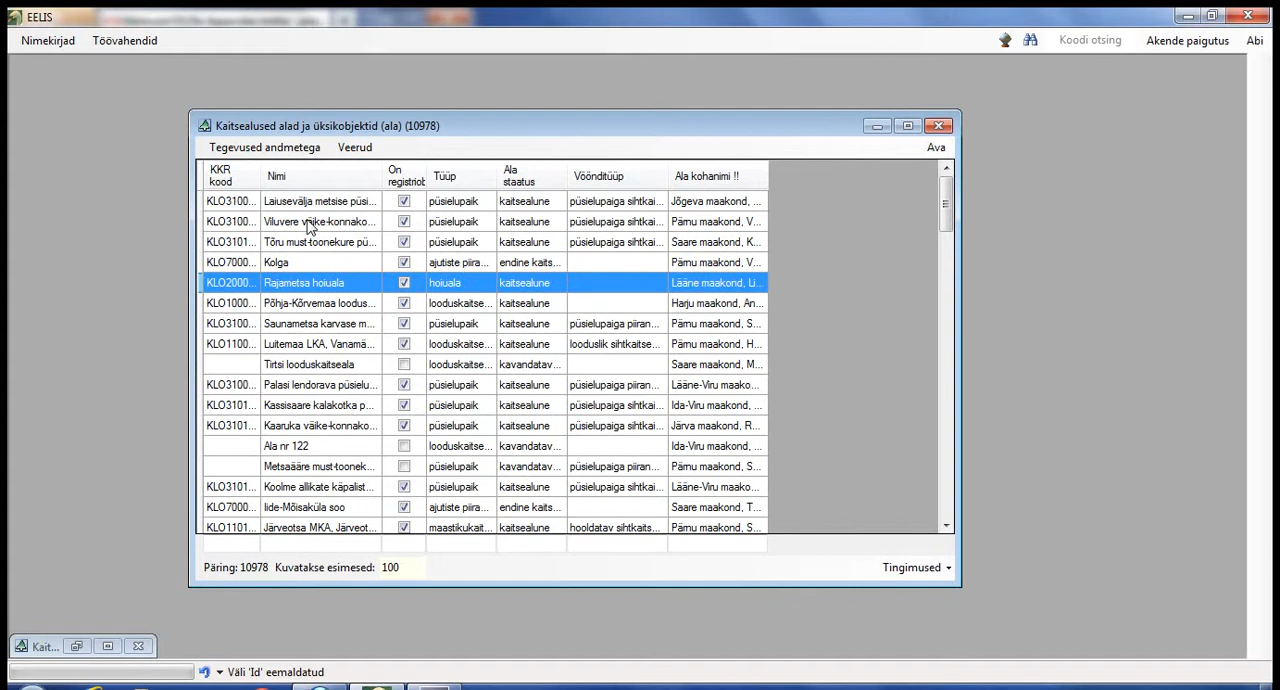 EELIS
Nimekirjad Töövahendid Koodi otsing Akende paigutus Abi
Kaitsealused alad ja üksikobjektid (ala) (10978)
Tegevused andmetega Veerud Ava
KKR kood Nimi On registriob Tüüp Ala staatus Vöönditüüp Ala kohanimi !!
KLO3100... Laiusevälja metsise püsi... püsielupaik kaitsealune püsielupaiga sihtkai... Jõgeva maakond, ...
KLO3100... Viluvere väike-konnako... püsielupaik kaitsealune püsielupaiga sihtkai... Pärnu maakond, V...
KLO3101... Tõru must-toonekure pü... püsielupaik kaitsealune püsielupaiga sihtkai... Saare maakond, K...
KLO7000... Kolga ajutiste piira... endine kaits... Pärnu maakond, V...
KLO2000... Rajametsa hoiuala hoiuala kaitsealune Lääne maakond, Li...
KLO1000... Põhja-Kõrvemaa loodus... looduskaitse... kaitsealune Harju maakond, An...
KLO3100... Saunametsa karvase m... püsielupaik kaitsealune püsielupaiga piiran... Pärnu maakond, S...
KLO1100... Luitemaa LKA, Vanamä... looduskaitse... kaitsealune looduslik sihtkaitse... Pärnu maakond, H...
Tirtsi looduskaitseala looduskaitse... kavandatav... Saare maakond, M...
KLO3100... Palasi lendorava püselu... püsielupaik kaitsealune püsielupaiga piiran... Lääne-Viru maako...
KLO3101... Kassisaare kalakotka p... püsielupaik kaitsealune püsielupaiga sihtkai... Ida-Viru maakond, ...
KLO3101... Kaaruka väike-konnako... püsielupaik kaitsealune püsielupaiga sihtkai... Järva maakond, R...
Ala nr 122 looduskaitse... kavandatav... Ida-Viru maakond, ...
Metsaääre must-toonek... püsielupaik kavandatav... püsielupaiga piiran... Pärnu maakond, S...
KLO3101... Koolme allikate käpalist... püsielupaik kaitsealune püsielupaiga sihtkai... Lääne-Viru maako...
KLO7000... Iide-Mõisaküla soo ajutiste piira... endine kaits... Saare maakond, T...
KLO1101... Järveotsa MKA, Järveot... maastikukait... kaitsealune hooldatav sihtkaits... Pärnu maakond, S...
Päring: 10978 Kuvatakse esimesed: 100 Tingimused
Kait...
Väli 'Id' eemaldatud